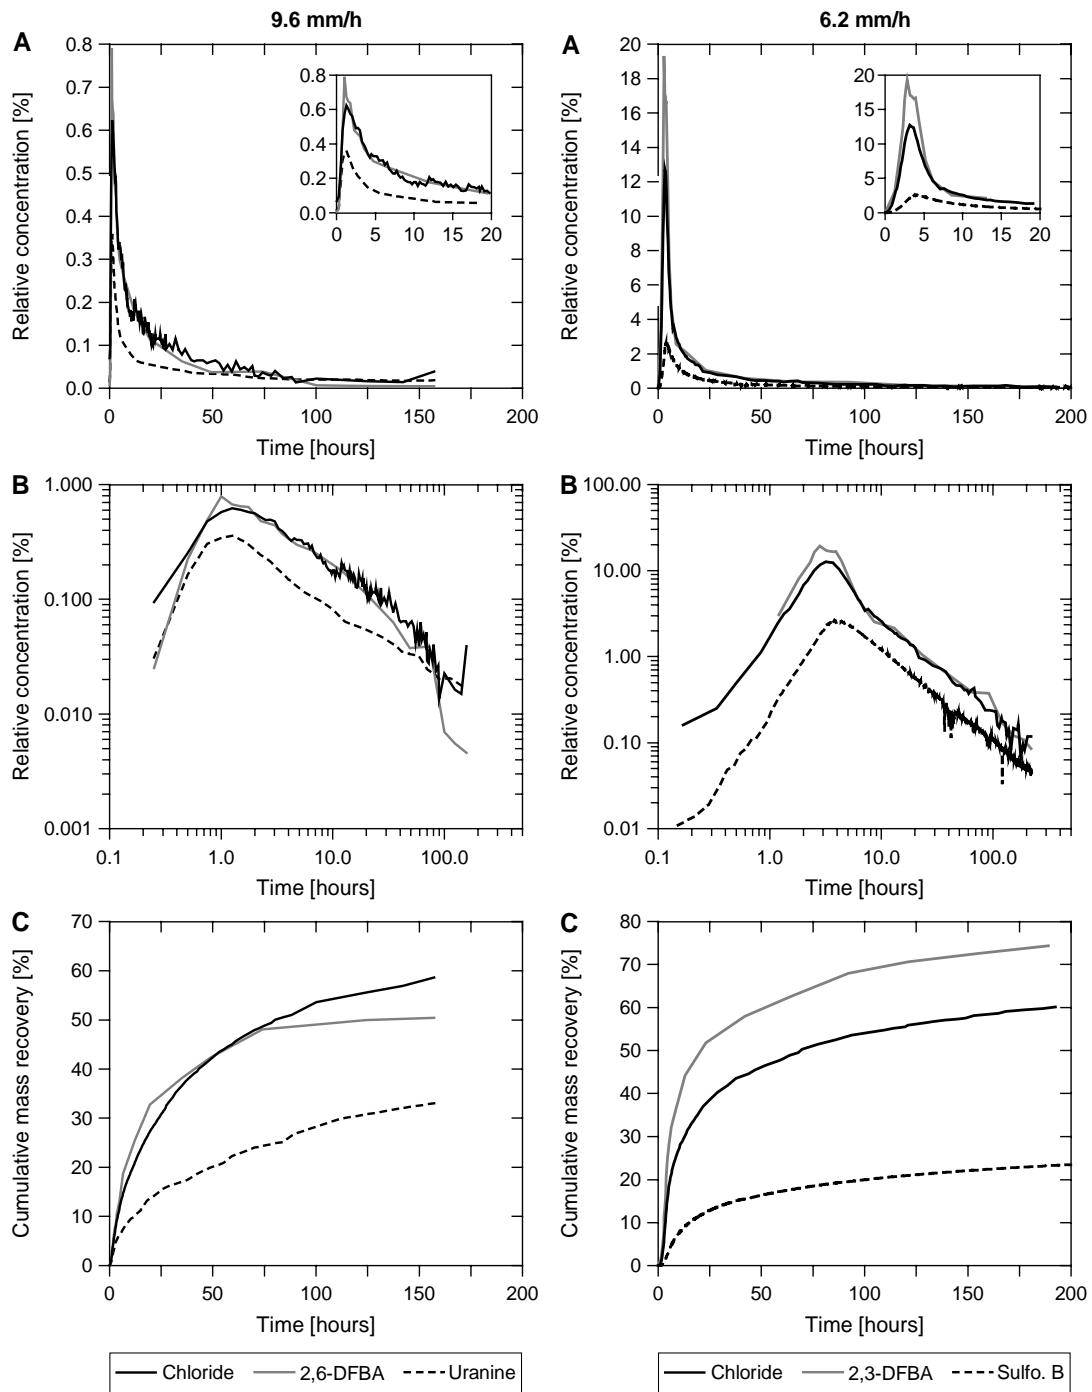 9.6 mm/h
A
Relative concentration [%]
0.8
0.7
0.6
0.5
0.4
0.3
0.2
0.1
0.0
0 50 100 150 200
Time [hours]
0.8
0.6
0.4
0.2
0.0
0 5 10 15 20
6.2 mm/h
A
Relative concentration [%]
20
18
16
14
12
10
8
6
4
2
0
0 50 100 150 200
Time [hours]
20
15
10
5
0
0 5 10 15 20
B
Relative concentration [%]
1.000
0.100
0.010
0.001
0.1 1.0 10.0 100.0
Time [hours]
B
Relative concentration [%]
100.00
10.00
1.00
0.10
0.01
0.1 1.0 10.0 100.0
Time [hours]
C
Cumulative mass recovery [%]
70
60
50
40
30
20
10
0
0 50 100 150 200
Time [hours]
C
Cumulative mass recovery [%]
80
70
60
50
40
30
20
10
0
0 50 100 150 200
Time [hours]
Chloride 2,6-DFBA Uranine
Chloride 2,3-DFBA Sulfo. B